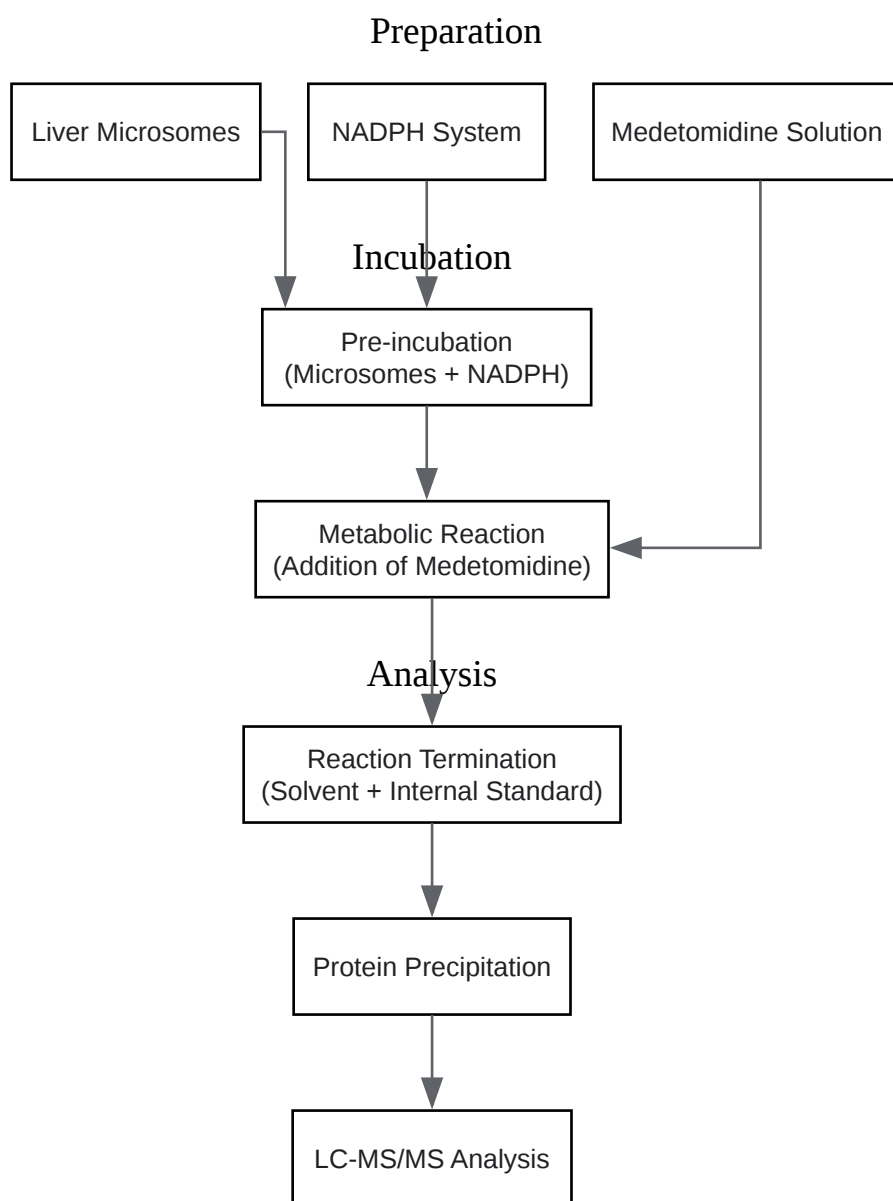 Preparation
Liver Microsomes
NADPH System
Medetomidine Solution
Incubation
Pre-incubation
(Microsomes + NADPH)
Metabolic Reaction
(Addition of Medetomidine)
Analysis
Reaction Termination
(Solvent + Internal Standard)
Protein Precipitation
LC-MS/MS Analysis